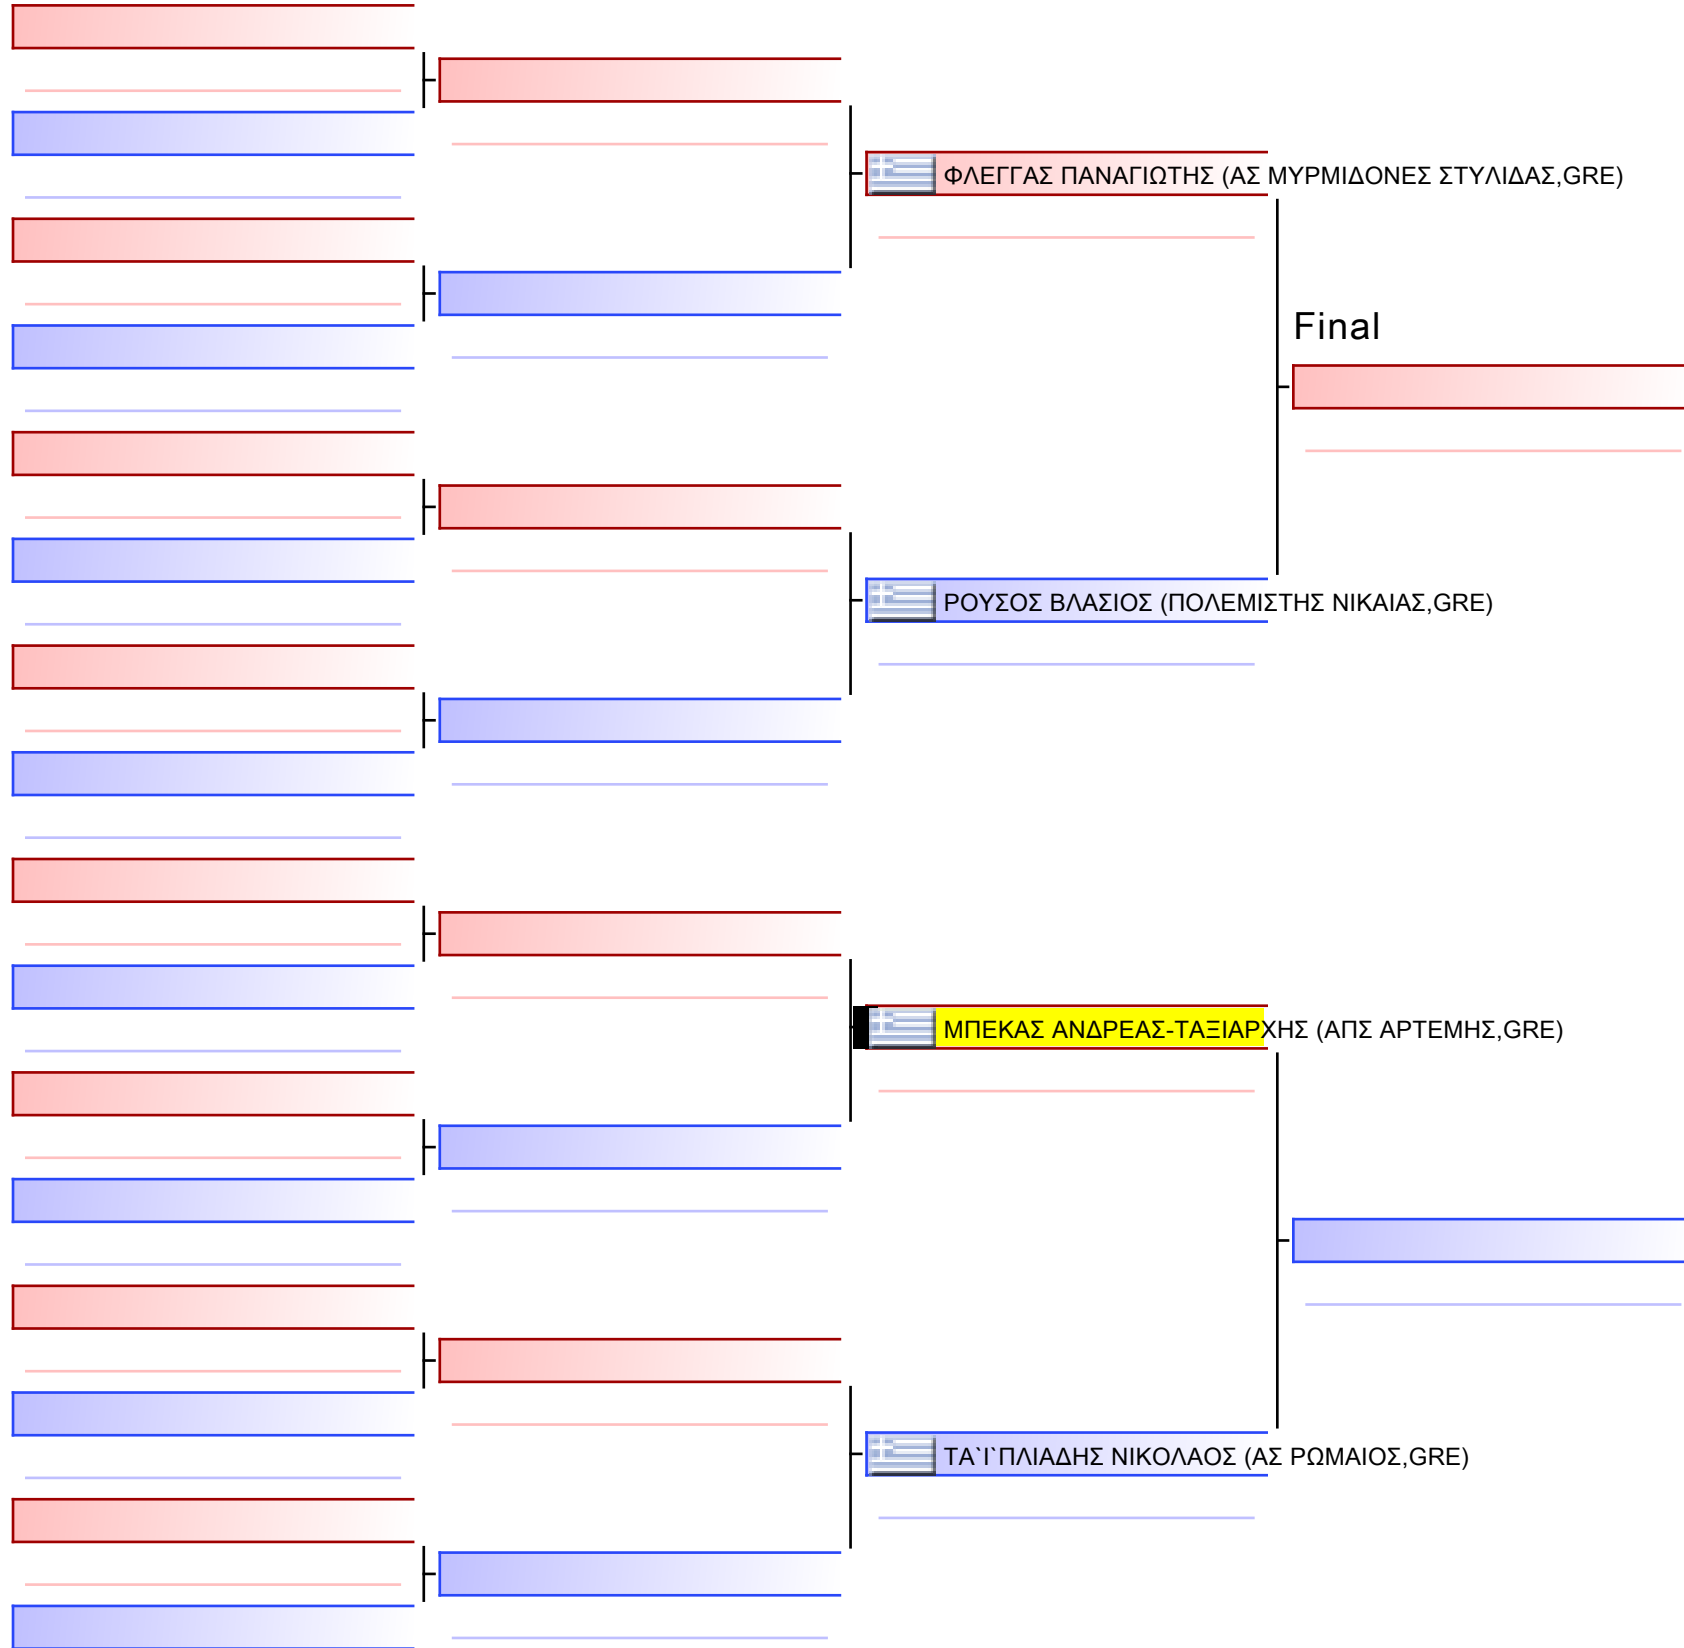 ΦΛΕΓΓΑΣ ΠΑΝΑΓΙΩΤΗΣ (ΑΣ ΜΥΡΜΙΔΟΝΕΣ ΣΤΥΛΙΔΑΣ,GRE)
Final
ΡΟΥΣΟΣ ΒΛΑΣΙΟΣ (ΠΟΛΕΜΙΣΤΗΣ ΝΙΚΑΙΑΣ,GRE)
ΜΠΕΚΑΣ ΑΝΔΡΕΑΣ-ΤΑΞΙΑΡΧΗΣ (ΑΠΣ ΑΡΤΕΜΗΣ,GRE)
ΤΑ`Ι`ΠΛΙΑΔΗΣ ΝΙΚΟΛΑΟΣ (ΑΣ ΡΩΜΑΙΟΣ,GRE)